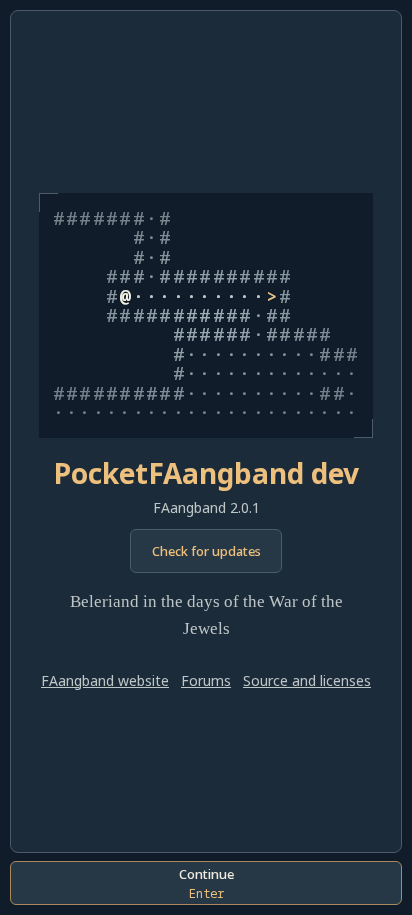 #######·#
#·#
#·#
###·##########
#@··········>#
###########·##
######·#####
#··········###
#·············
##########··········##·
·······················
PocketFAangband dev
FAangband 2.0.1
Check for updates
Beleriand in the days of the War of the
Jewels
FAangband website Forums Source and licenses
Continue
Enter